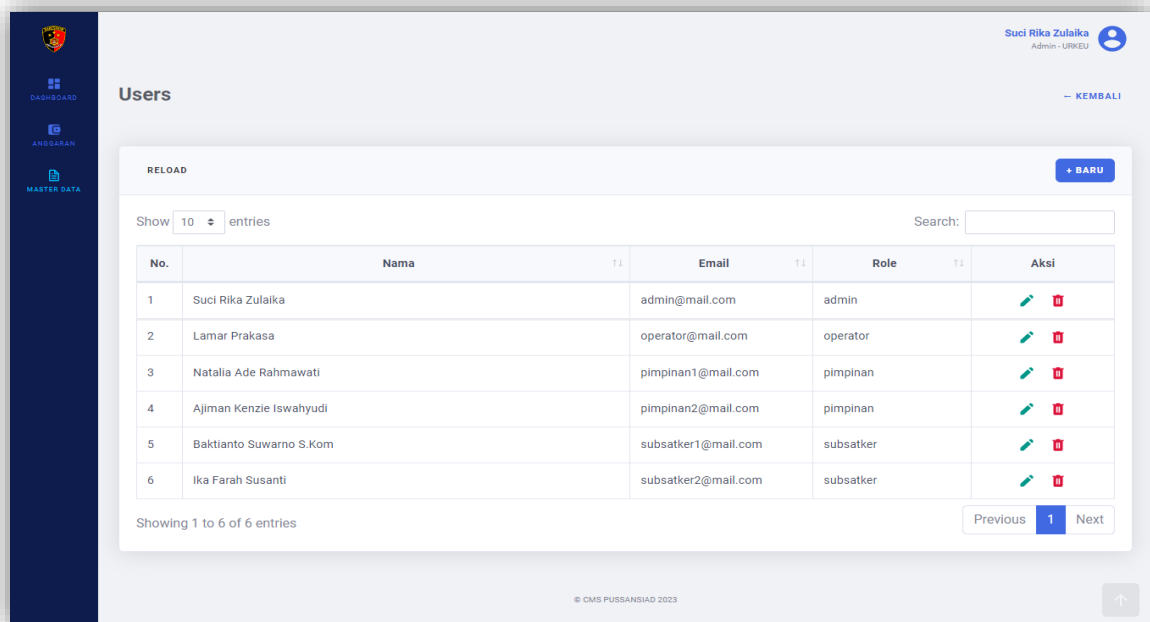 Suci Rika Zulaika
Admin - URKEU
DASHBOARD
ANGGARAN
MASTER DATA
Users
← KEMBALI
RELOAD
+ BARU
Show 10 entries
Search:
No. Nama Email Role Aksi
1 Suci Rika Zulaika admin@mail.com admin
2 Lamar Prakasa operator@mail.com operator
3 Natalia Ade Rahmawati pimpinan1@mail.com pimpinan
4 Ajiman Kenzie Iswahyudi pimpinan2@mail.com pimpinan
5 Baktianto Suwarno S.Kom subsatker1@mail.com subsatker
6 Ika Farah Susanti subsatker2@mail.com subsatker
Showing 1 to 6 of 6 entries
Previous 1 Next
© CMS PUSSANSIAD 2023